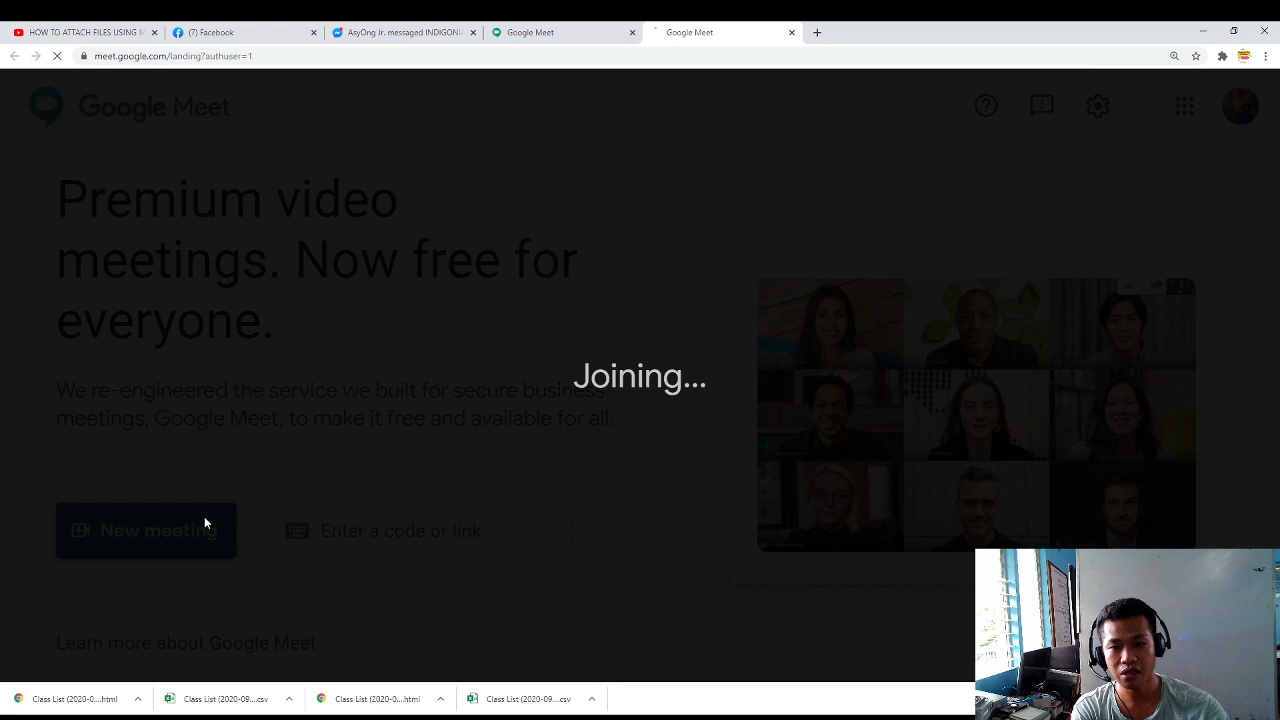 HOW TO ATTACH FILES USING M
(7) Facebook
AsyOng Jr. messaged INDIGONI
Google Meet
Google Meet
meet.google.com/landing?authuser=1
Google Meet
Premium video
meetings. Now free for
everyone.
Joining...
We re-engineered the service we built for secure business
meetings, Google Meet, to make it free and available for all.
New meeting
Enter a code or link
Learn more about Google Meet
Class List (2020-0....html
Class List (2020-09....csv
Class List (2020-0....html
Class List (2020-09....csv